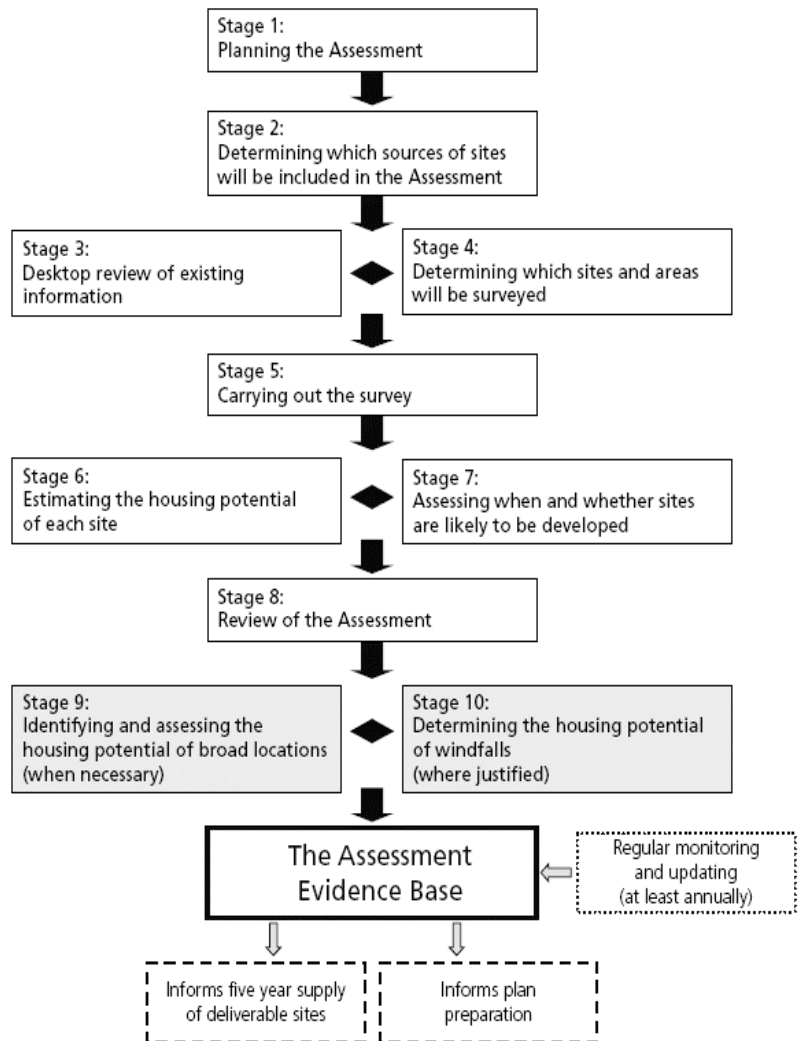 Stage 1:
Planning the Assessment
Stage 2:
Determining which sources of sites
will be included in the Assessment
Stage 3:
Desktop review of existing
information
Stage 4:
Determining which sites and areas
will be surveyed
Stage 5:
Carrying out the survey
Stage 6:
Estimating the housing potential
of each site
Stage 7:
Assessing when and whether sites
are likely to be developed
Stage 8:
Review of the Assessment
Stage 9:
Identifying and assessing the
housing potential of broad locations
(when necessary)
Stage 10:
Determining the housing potential
of windfalls
(where justified)
The Assessment
Evidence Base
Regular monitoring
and updating
(at least annually)
Informs five year supply
of deliverable sites
Informs plan
preparation